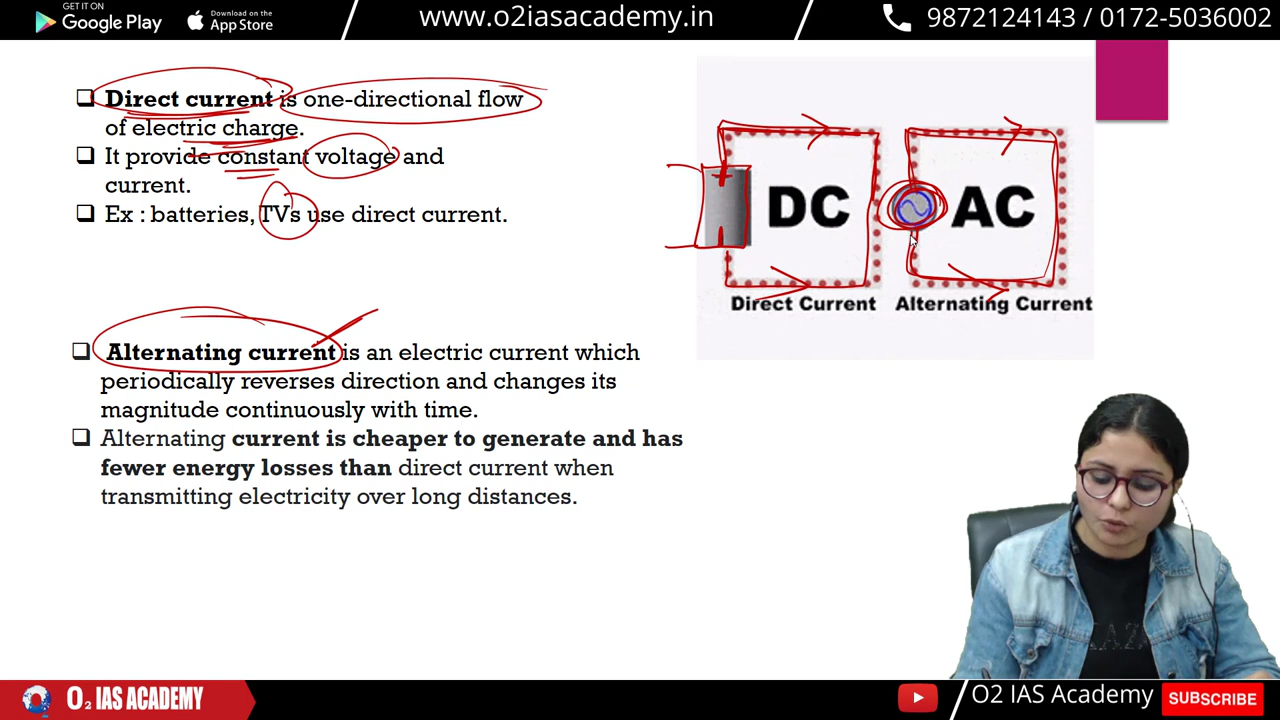 GET IT ON
Google Play
Download on the
App Store
www.o2iasacademy.in
9872124143 / 0172-5036002
Direct current is one-directional flow
of electric charge.
It provide constant voltage and
current.
Ex : batteries, TVs use direct current.
DC
AC
Direct Current
Alternating Current
Alternating current is an electric current which
periodically reverses direction and changes its
magnitude continuously with time.
Alternating current is cheaper to generate and has
fewer energy losses than direct current when
transmitting electricity over long distances.
O2 IAS ACADEMY
O2 IAS Academy
SUBSCRIBE